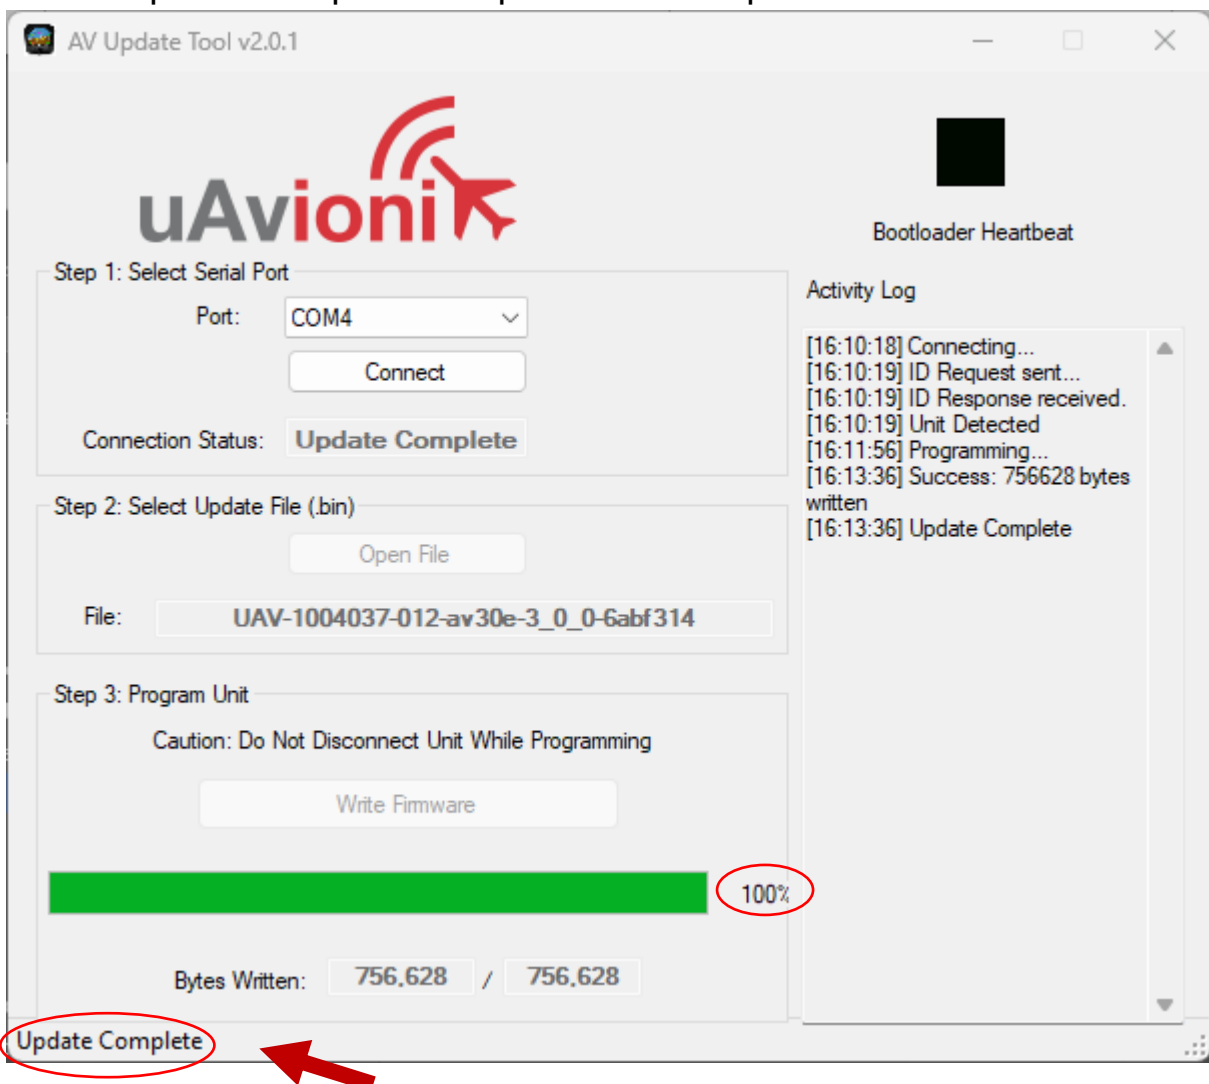 AV Update Tool v2.0.1
uAvionix
Bootloader Heartbeat
Step 1: Select Serial Port
Port:
COM4
Connect
Connection Status:
Update Complete
Step 2: Select Update File (.bin)
Open File
File:
UAV-1004037-012-av30e-3_0_0-6abf314
Step 3: Program Unit
Caution: Do Not Disconnect Unit While Programming
Write Firmware
100%
Bytes Written:
756,628
/
756,628
Activity Log
[16:10:18] Connecting...
[16:10:19] ID Request sent...
[16:10:19] ID Response received.
[16:10:19] Unit Detected
[16:11:56] Programming...
[16:13:36] Success: 756628 bytes
written
[16:13:36] Update Complete
Update Complete